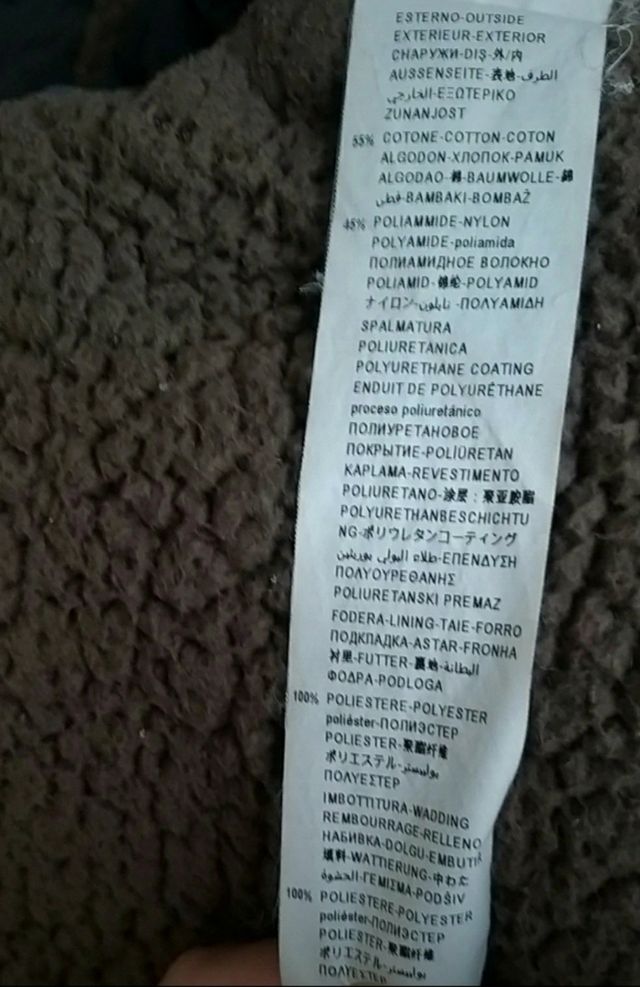 ESTERNO-OUTSIDE
EXTERIEUR-EXTERIOR
СНАРУЖИ-DIŞ-外/内
AUSSENSEITE-表地-الطرف
الخارجي-ΕΞΩΤΕΡΙΚΟ
ZUNANJOST
55% COTONE-COTTON-COTON
ALGODON-ХЛОПОК-PAMUK
ALGODAO-棉-BAUMWOLLE-綿
قطن-BAMBAKI-BOMBAŽ
45% POLIAMMIDE-NYLON
POLYAMIDE-poliamida
ПОЛИАМИДНОЕ ВОЛОКНО
POLIAMID-锦纶-POLYAMID
ナイロン-نايلون-ΠΟΛΥΑΜΙΔΗ
SPALMATURA
POLIURETANICA
POLYURETHANE COATING
ENDUIT DE POLYURÉTHANE
proceso poliuretánico
ПОЛИУРЕТАНОВОЕ
ПОКРЫТИЕ-POLİÜRETAN
KAPLAMA-REVESTIMENTO
POLIURETANO-涂层：聚亚胺酯
POLYURETHANBESCHICHTU
NG-ポリウレタンコーティング
طلاء البولي يوريثين-ΕΠΕΝΔΥΣΗ
ΠΟΛΥΟΥΡΕΘΑΝΗΣ
POLIURETANSKI PREMAZ
FODERA-LINING-TAIE-FORRO
ПОДКЛАДКА-ASTAR-FRONHA
衬里-FUTTER-裏地-البطانة
ΦΟΔΡΑ-PODLOGA
100% POLIESTERE-POLYESTER
poliéster-ПОЛИЭСТЕР
POLIESTER-聚酯纤维
ポリエステル-بوليستر
ΠΟΛΥΕΣΤΕΡ
IMBOTTITURA-WADDING
REMBOURRAGE-RELLENO
НАБИВКА-DOLGU-EMBUTIR
填料-WATTIERUNG-中わた
الحشوة-ΓΕΜΙΣΜΑ-PODŠIV
100% POLIESTERE-POLYESTER
poliéster-ПОЛИЭСТЕР
POLIESTER-聚酯纤维
ポリエステル-بوليستر
ΠΟΛΥΕΣΤΕΡ